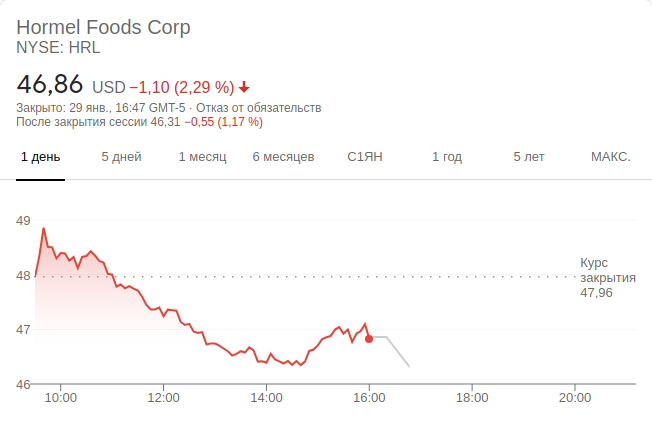 Hormel Foods Corp
NYSE: HRL
46,86 USD −1,10 (2,29 %)
Закрыто: 29 янв., 16:47 GMT-5 · Отказ от обязательств
После закрытия сессии 46,31 −0,55 (1,17 %)
1 день 5 дней 1 месяц 6 месяцев С1ЯН 1 год 5 лет МАКС.
49
48
47
46
Курс
закрытия
47,96
10:00 12:00 14:00 16:00 18:00 20:00